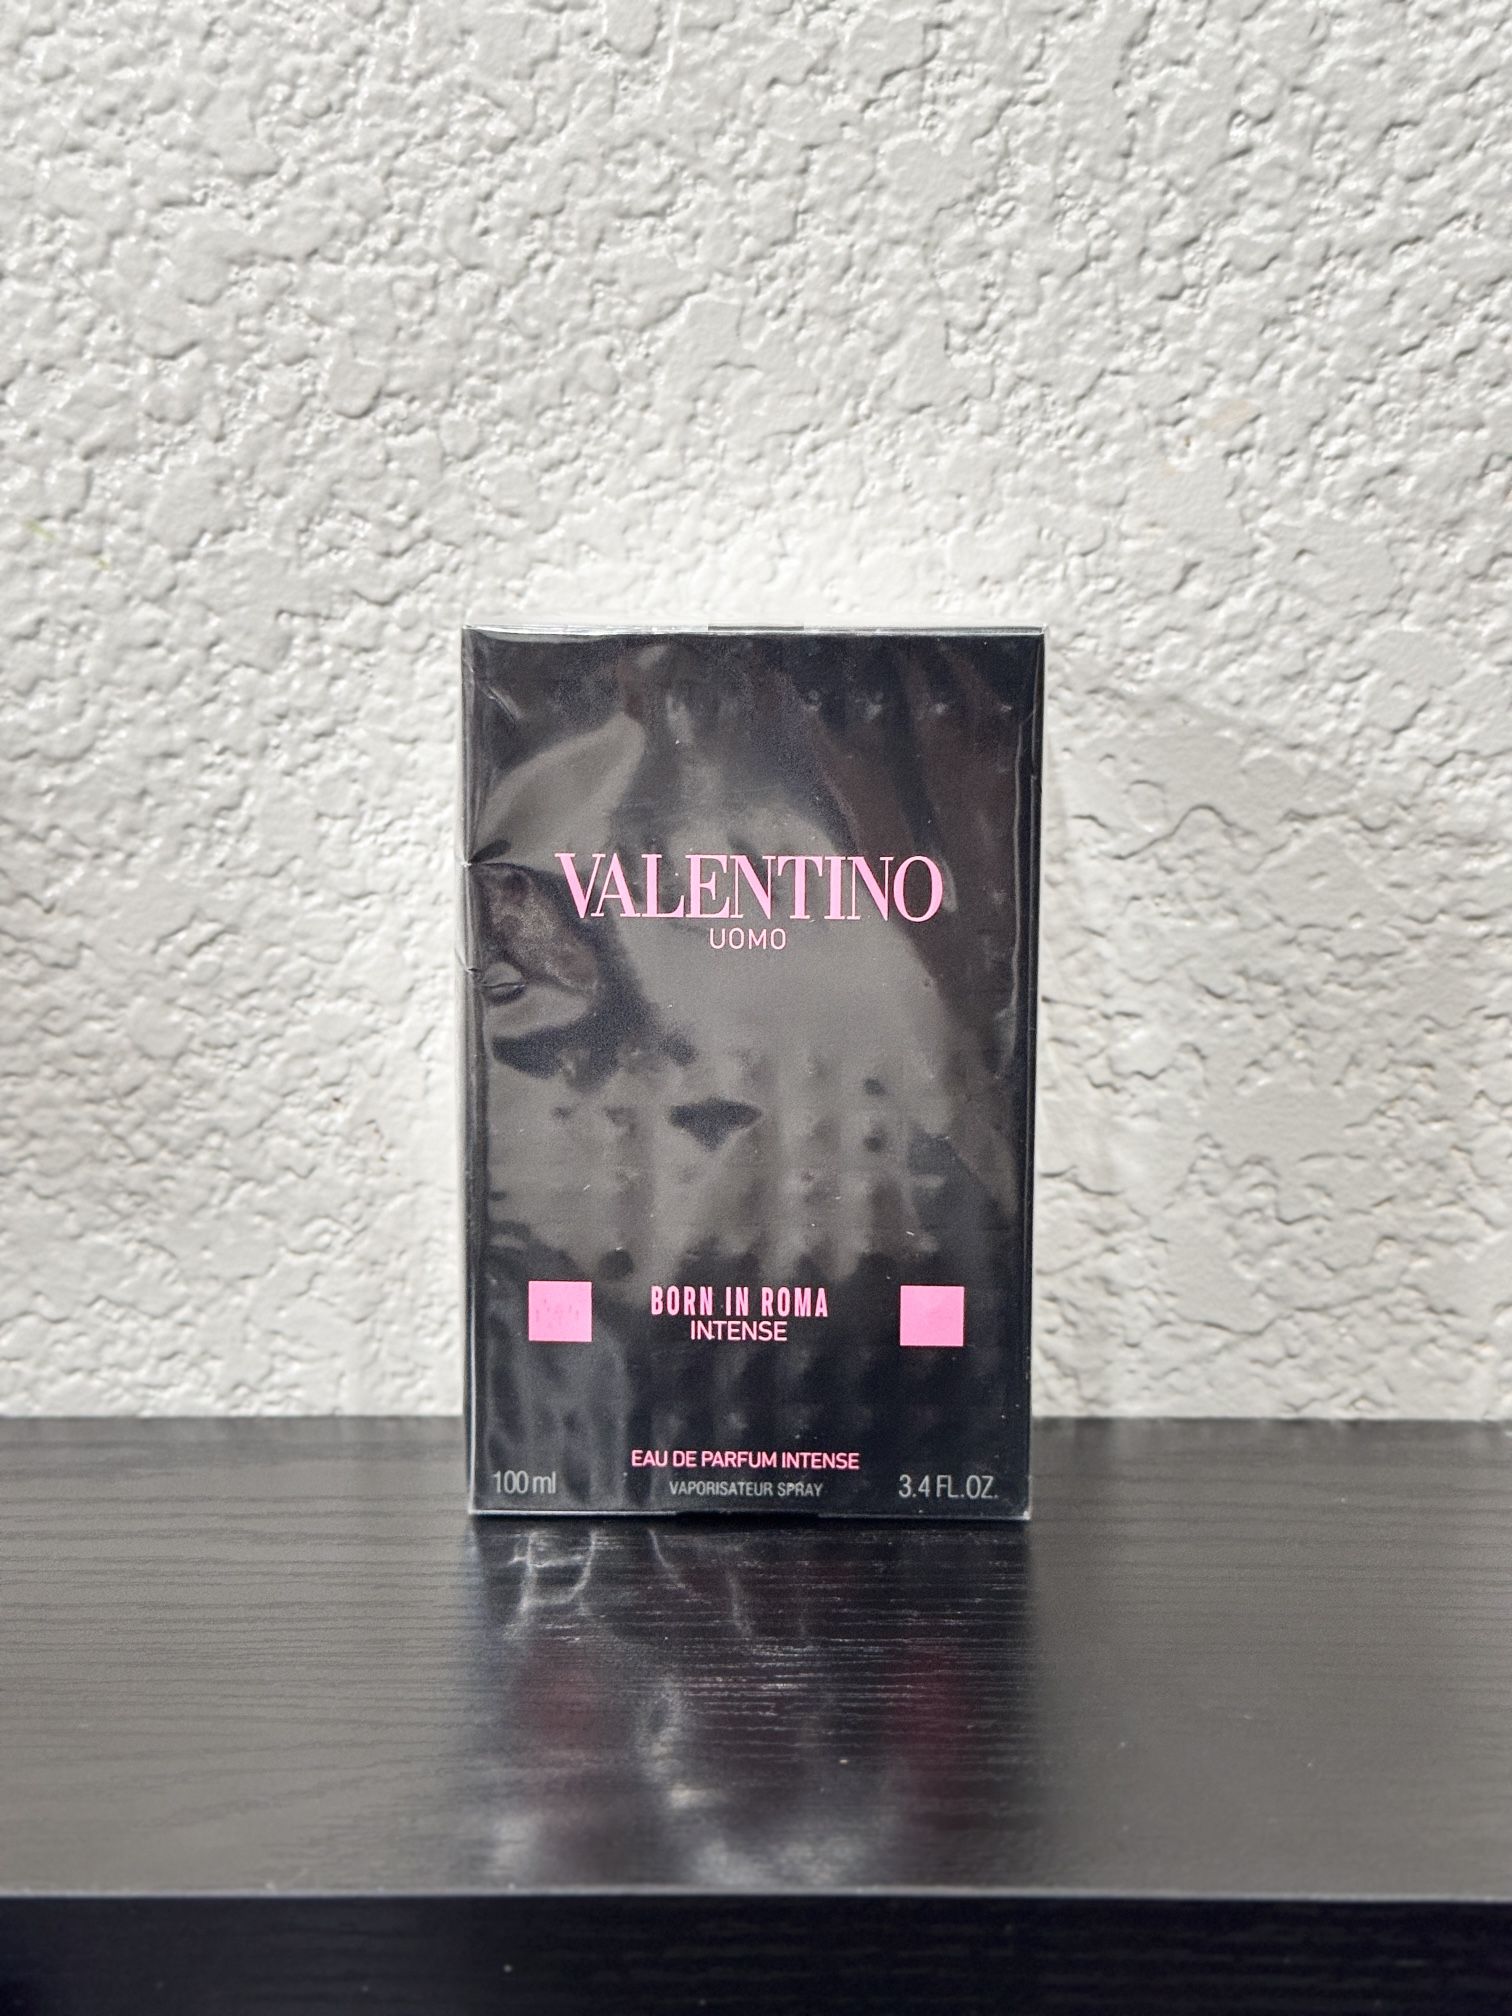 VALENTINO
UOMO
BORN IN ROMA
INTENSE
EAU DE PARFUM INTENSE
100 ml VAPORISATEUR SPRAY 3.4 FL.OZ.